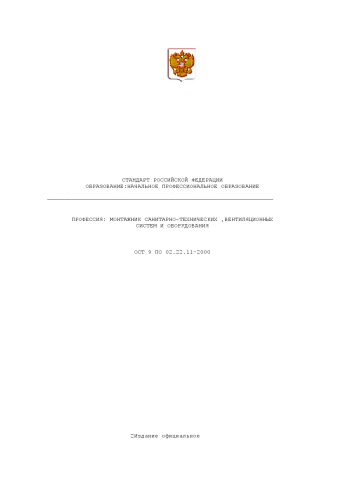 СТАНДАРТ РОССИЙСКОЙ ФЕДЕРАЦИИ
ОБРАЗОВАНИЕ:НАЧАЛЬНОЕ ПРОФЕССИОНАЛЬНОЕ ОБРАЗОВАНИЕ
ПРОФЕССИЯ: МОНТАЖНИК САНИТАРНО-ТЕХНИЧЕСКИХ ,ВЕНТИЛЯЦИОННЫХ
СИСТЕМ И ОБОРУДОВАНИЯ
ОСТ 9 ПО 02.22.11-2000
Издание официальное